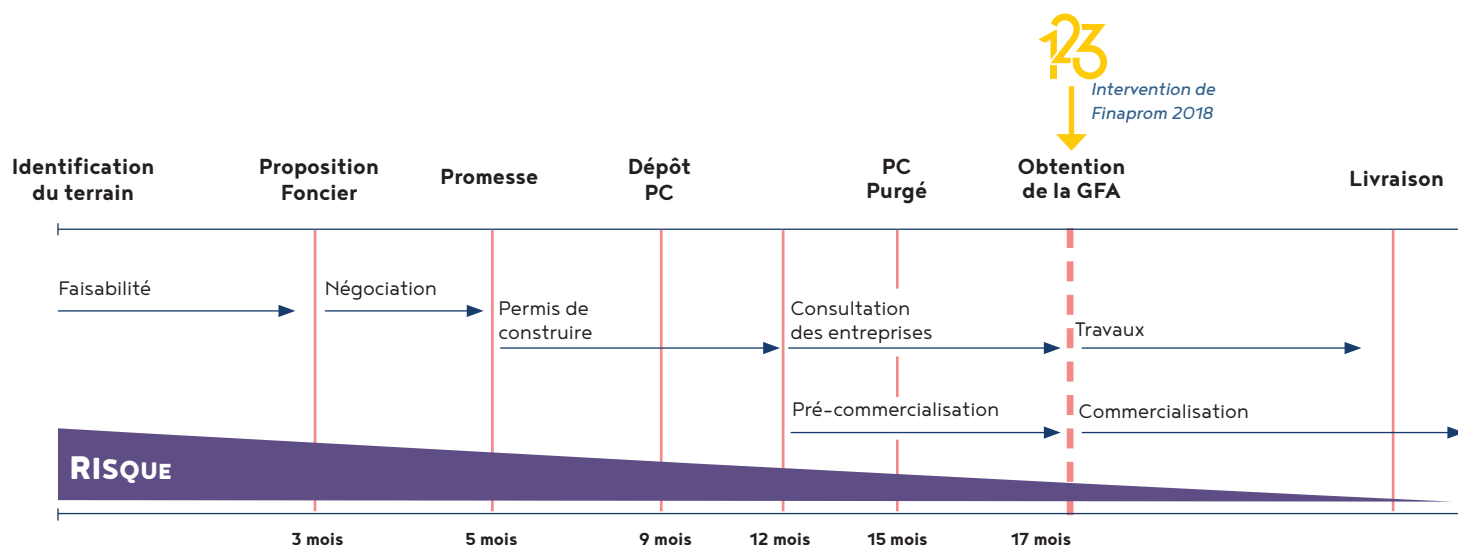 123
Intervention de
Finaprom 2018
Identification
du terrain
Proposition
Foncier
Promesse
Dépôt
PC
PC
Purgé
Obtention
de la GFA
Livraison
Faisabilité
Négociation
Permis de
construire
Consultation
des entreprises
Travaux
Pré-commercialisation
Commercialisation
RISQUE
3 mois
5 mois
9 mois
12 mois
15 mois
17 mois